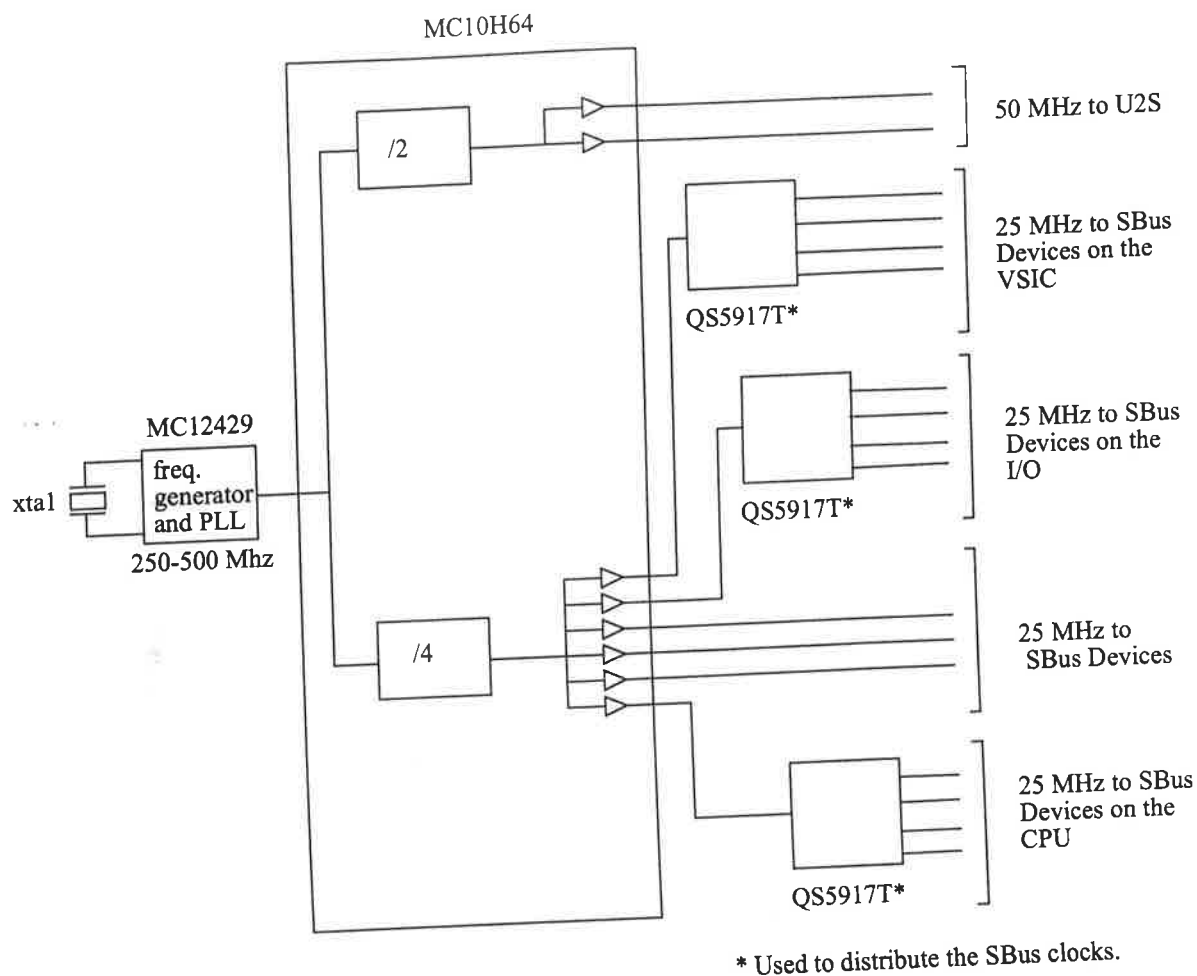 MC10H64
50 MHz to U2S
/2
25 MHz to SBus
Devices on the
VSIC
QS5917T*
25 MHz to SBus
Devices on the
I/O
QS5917T*
MC12429
freq.
generator
and PLL
xta1
250-500 Mhz
/4
25 MHz to
SBus Devices
25 MHz to SBus
Devices on the
CPU
QS5917T*
* Used to distribute the SBus clocks.